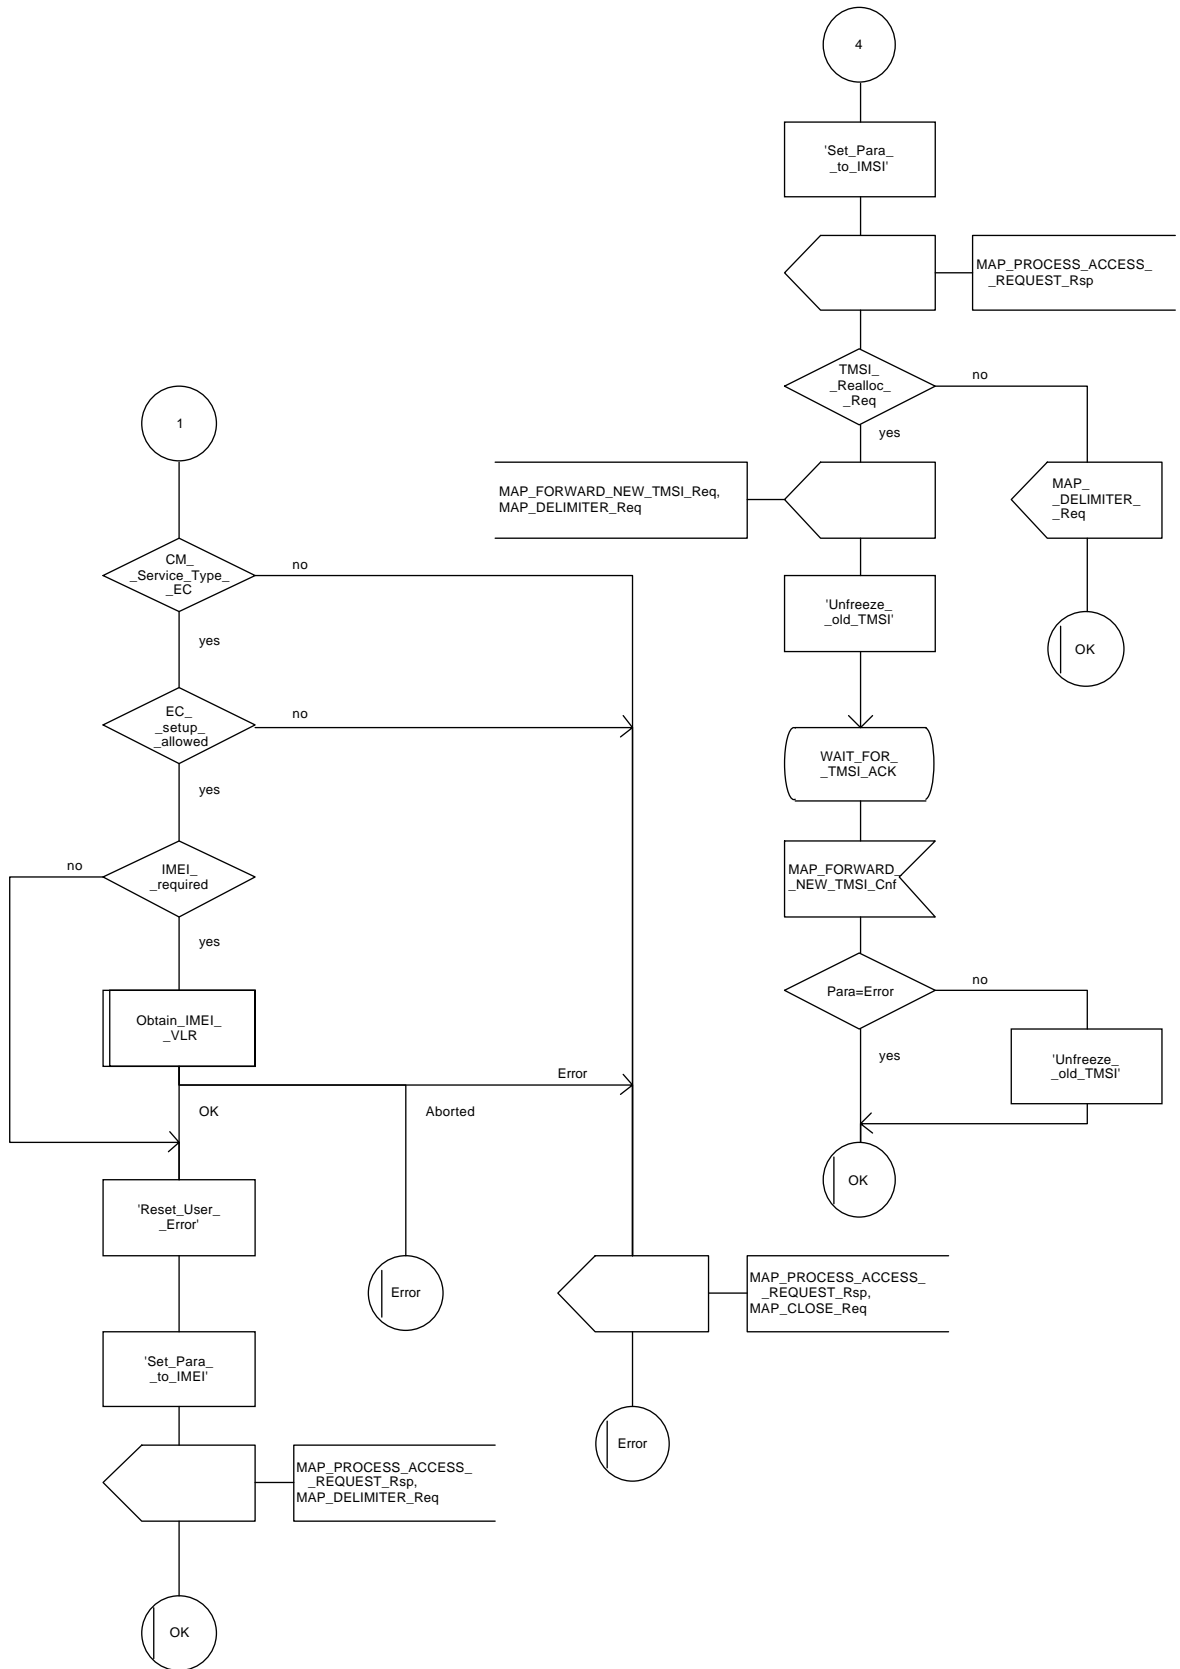 4
'Set_Para_
_to_IMSI'
MAP_PROCESS_ACCESS_
_REQUEST_Rsp
TMSI_
_Realloc_
_Req
no
yes
MAP_FORWARD_NEW_TMSI_Req,
MAP_DELIMITER_Req
MAP_
_DELIMITER_
_Req
'Unfreeze_
_old_TMSI'
OK
WAIT_FOR_
_TMSI_ACK
MAP_FORWARD_
_NEW_TMSI_Cnf
Para=Error
no
yes
'Unfreeze_
_old_TMSI'
OK
1
CM_
_Service_Type_
_EC
no
yes
EC_
_setup_
_allowed
no
yes
IMEI_
_required
no
yes
Obtain_IMEI_
_VLR
Error
OK
Aborted
'Reset_User_
_Error'
Error
MAP_PROCESS_ACCESS_
_REQUEST_Rsp,
MAP_CLOSE_Req
Error
'Set_Para_
_to_IMEI'
MAP_PROCESS_ACCESS_
_REQUEST_Rsp,
MAP_DELIMITER_Req
OK